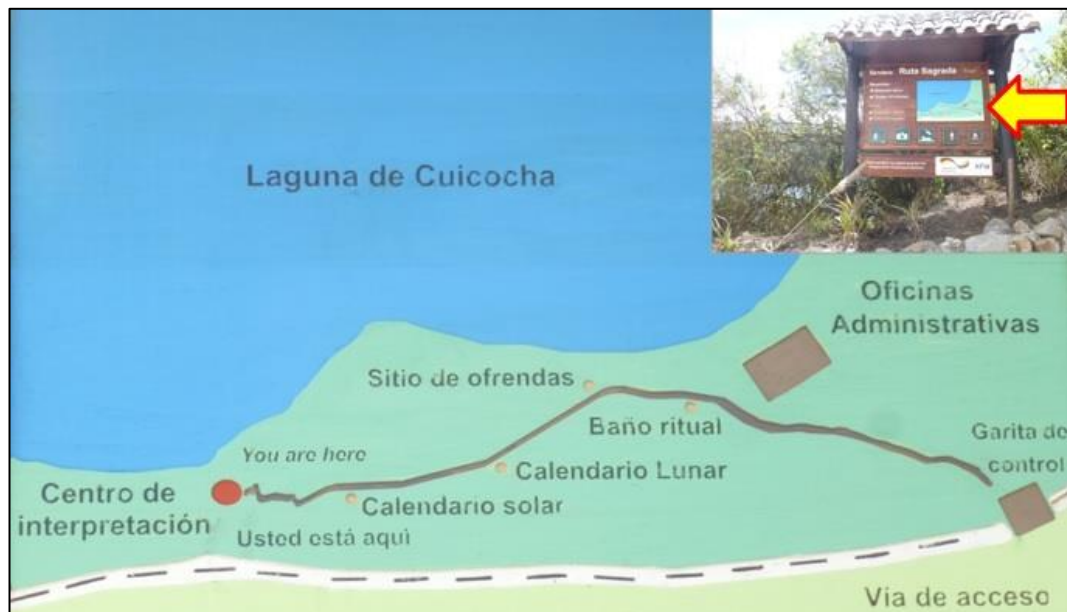 Laguna de Cuicocha
Ruta Sagrada
Oficinas
Administrativas
Sitio de ofrendas
Baño ritual
Garita de
control
You are here
Calendario Lunar
Centro de
interpretación
Calendario solar
Usted está aquì
Vía de acceso